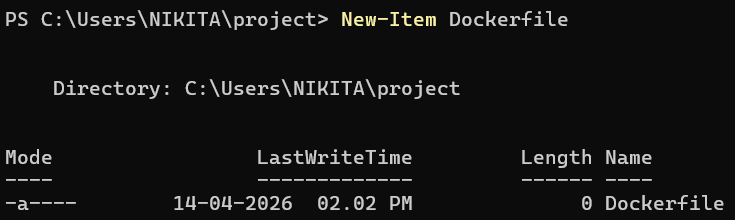 PS C:\Users\NIKITA\project> New-Item Dockerfile
Directory: C:\Users\NIKITA\project
Mode LastWriteTime Length Name
---- ------------- ------ ----
-a---- 14-04-2026 02.02 PM 0 Dockerfile